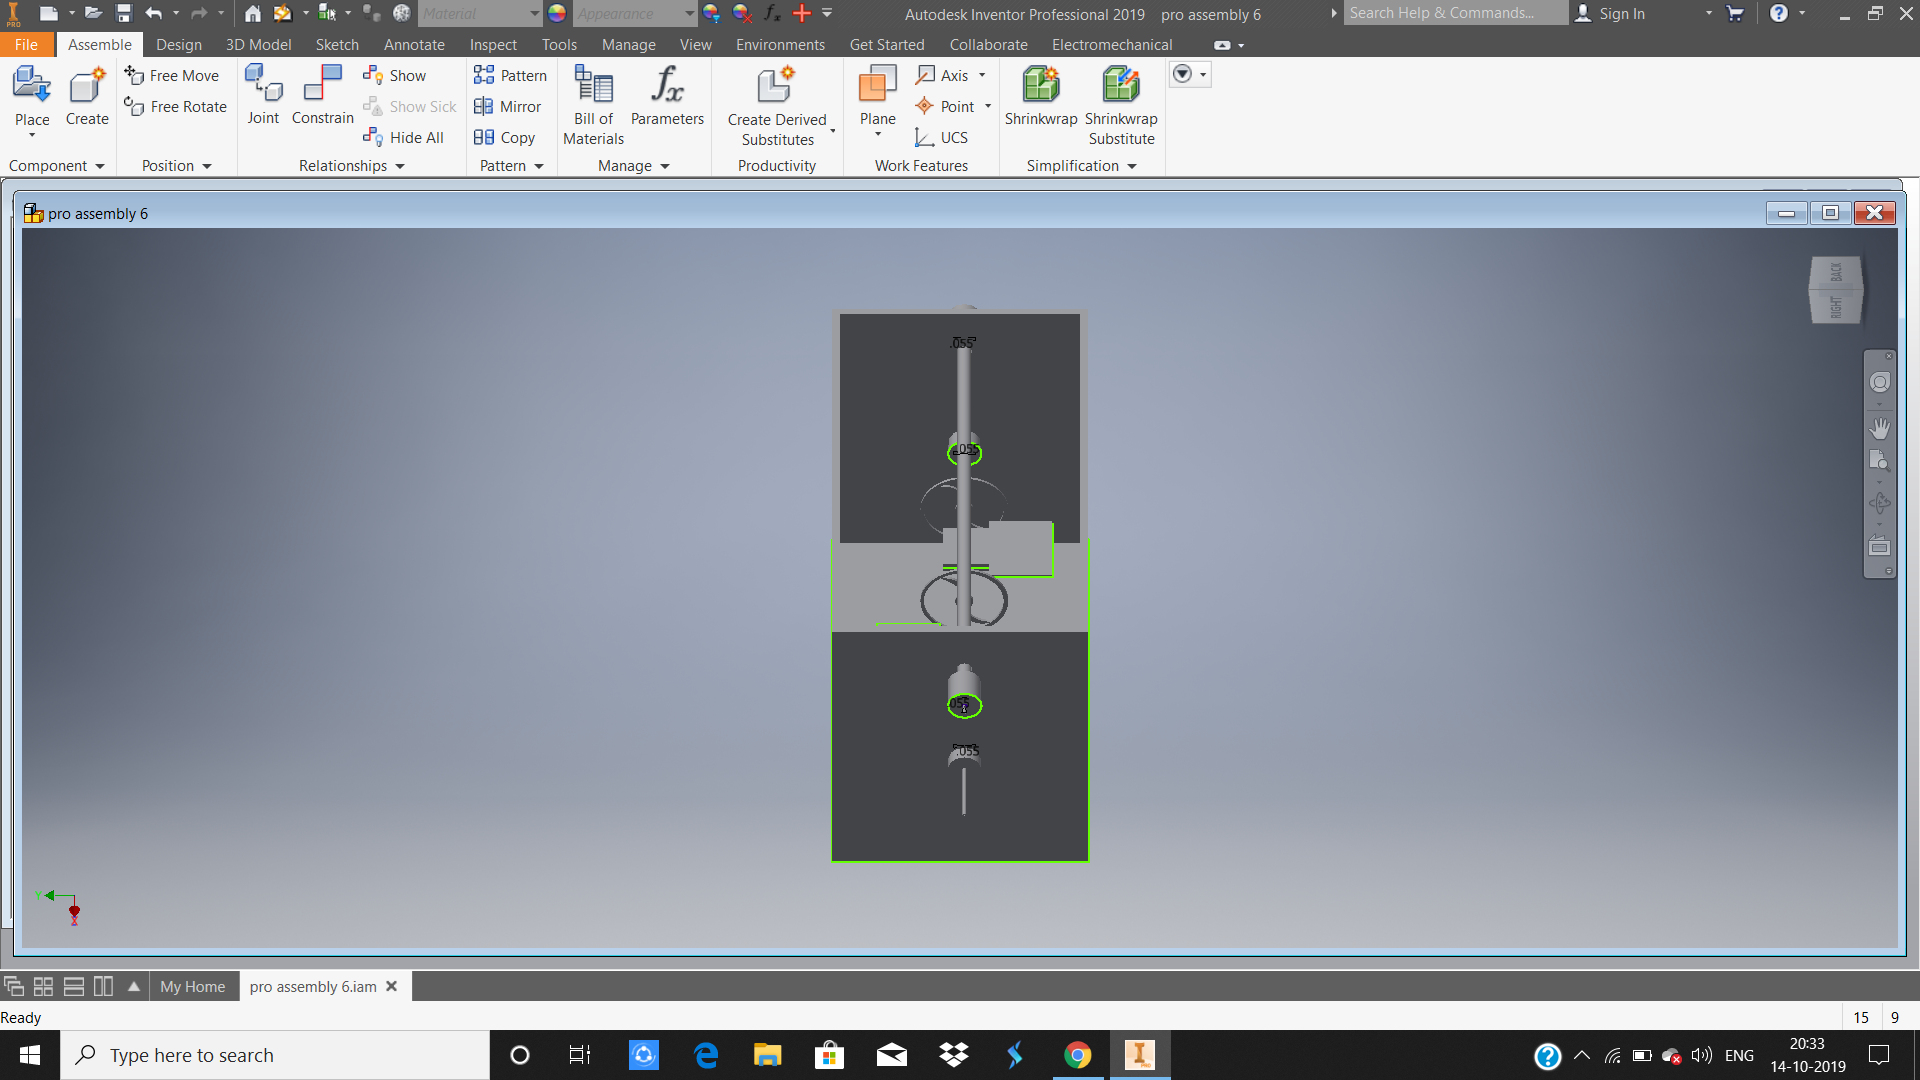 PRO
Material
Appearance
fx
Autodesk Inventor Professional 2019 pro assembly 6
Search Help & Commands...
Sign In
File Assemble Design 3D Model Sketch Annotate Inspect Tools Manage View Environments Get Started Collaborate Electromechanical
Place
Create
Component
Free Move
Free Rotate
Position
Joint
Constrain
Show
Show Sick
Hide All
Relationships
Pattern
Mirror
Copy
Pattern
Bill of
Materials
fx
Parameters
Manage
Create Derived
Substitutes
Productivity
Plane
Axis
Point
UCS
Work Features
Shrinkwrap
Shrinkwrap
Substitute
Simplification
pro assembly 6
BACK
RIGHT
.055
.055
.055
.055
Y
X
My Home
pro assembly 6.iam
Ready
15 9
Type here to search
ENG
20:33
14-10-2019